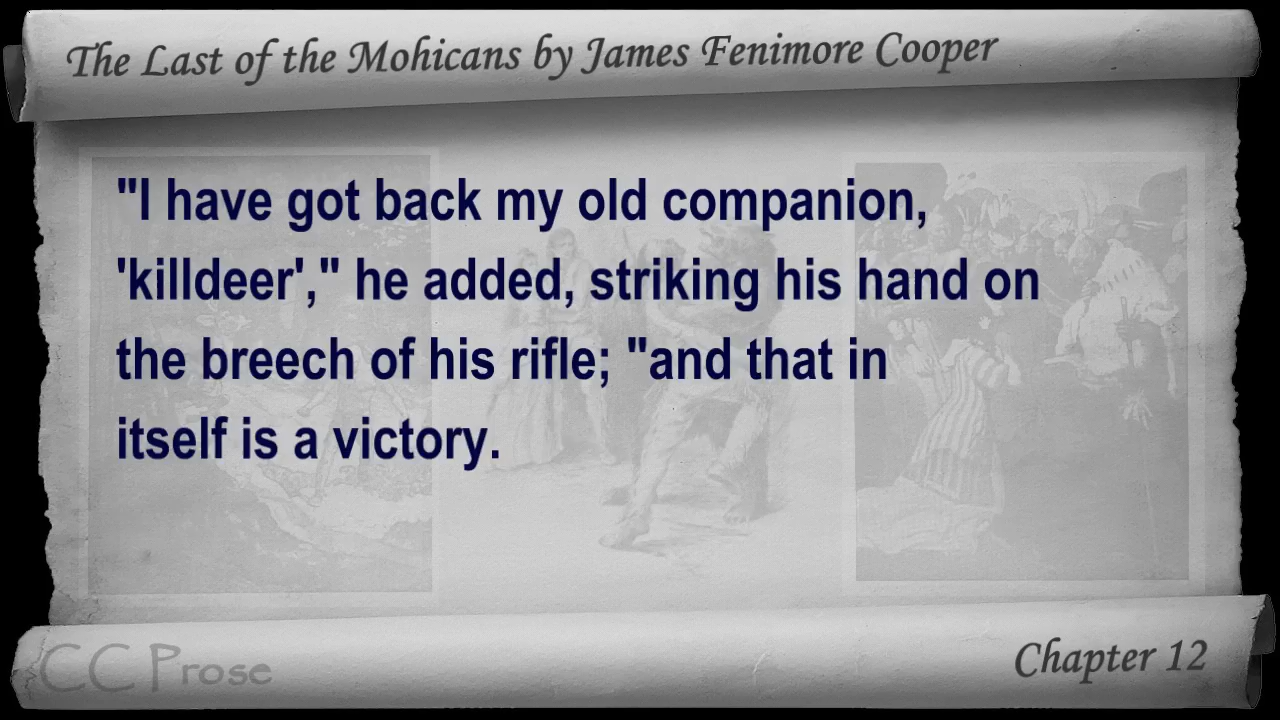 The Last of the Mohicans by James Fenimore Cooper
"I have got back my old companion,
'killdeer'," he added, striking his hand on
the breech of his rifle; "and that in
itself is a victory.
CC Prose
Chapter 12